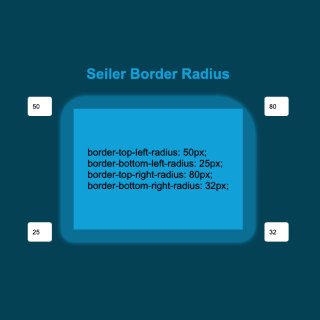 Seiler Border Radius
50
80
border-top-left-radius: 50px;
border-bottom-left-radius: 25px;
border-top-right-radius: 80px;
border-bottom-right-radius: 32px;
25
32